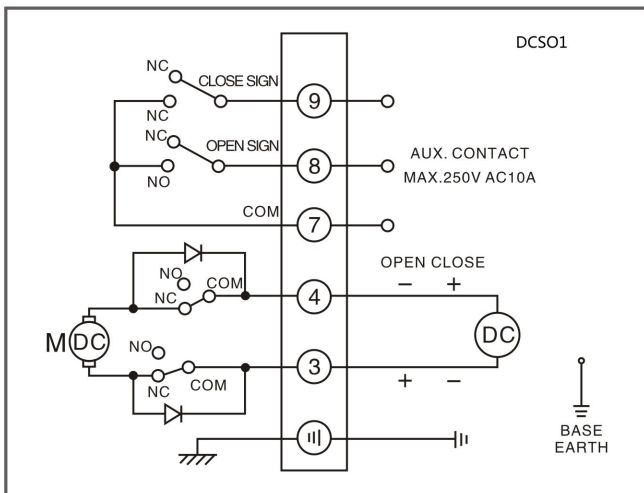 DCSO1
NC
CLOSE SIGN
9
NC
NC
OPEN SIGN
8
AUX. CONTACT
MAX.250V AC10A
NO
COM
7
OPEN CLOSE
NO
COM
4
− +
NC
M DC
DC
NO
3
COM
+ −
NC
BASE
EARTH